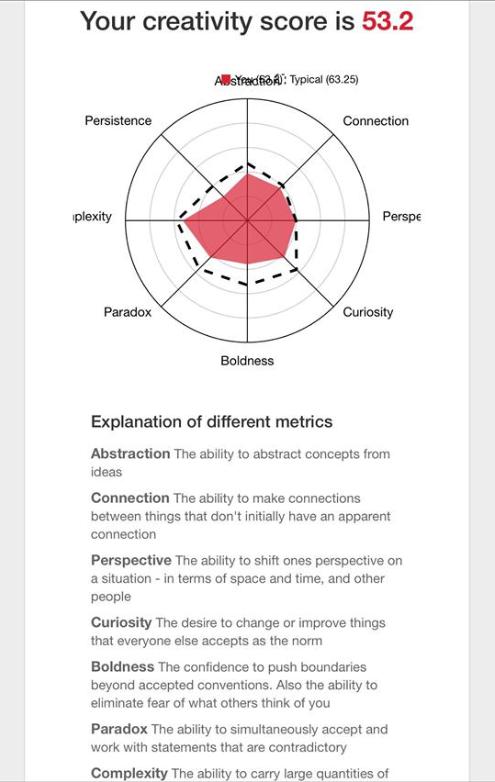 Your creativity score is 53.2
Abstraction
Typical (63.25)
Persistence
Connection
plexity
Perspe
Paradox
Curiosity
Boldness
Explanation of different metrics
Abstraction The ability to abstract concepts from
ideas
Connection The ability to make connections
between things that don't initially have an apparent
connection
Perspective The ability to shift ones perspective on
a situation - in terms of space and time, and other
people
Curiosity The desire to change or improve things
that everyone else accepts as the norm
Boldness The confidence to push boundaries
beyond accepted conventions. Also the ability to
eliminate fear of what others think of you
Paradox The ability to simultaneously accept and
work with statements that are contradictory
Complexity The ability to carry large quantities of